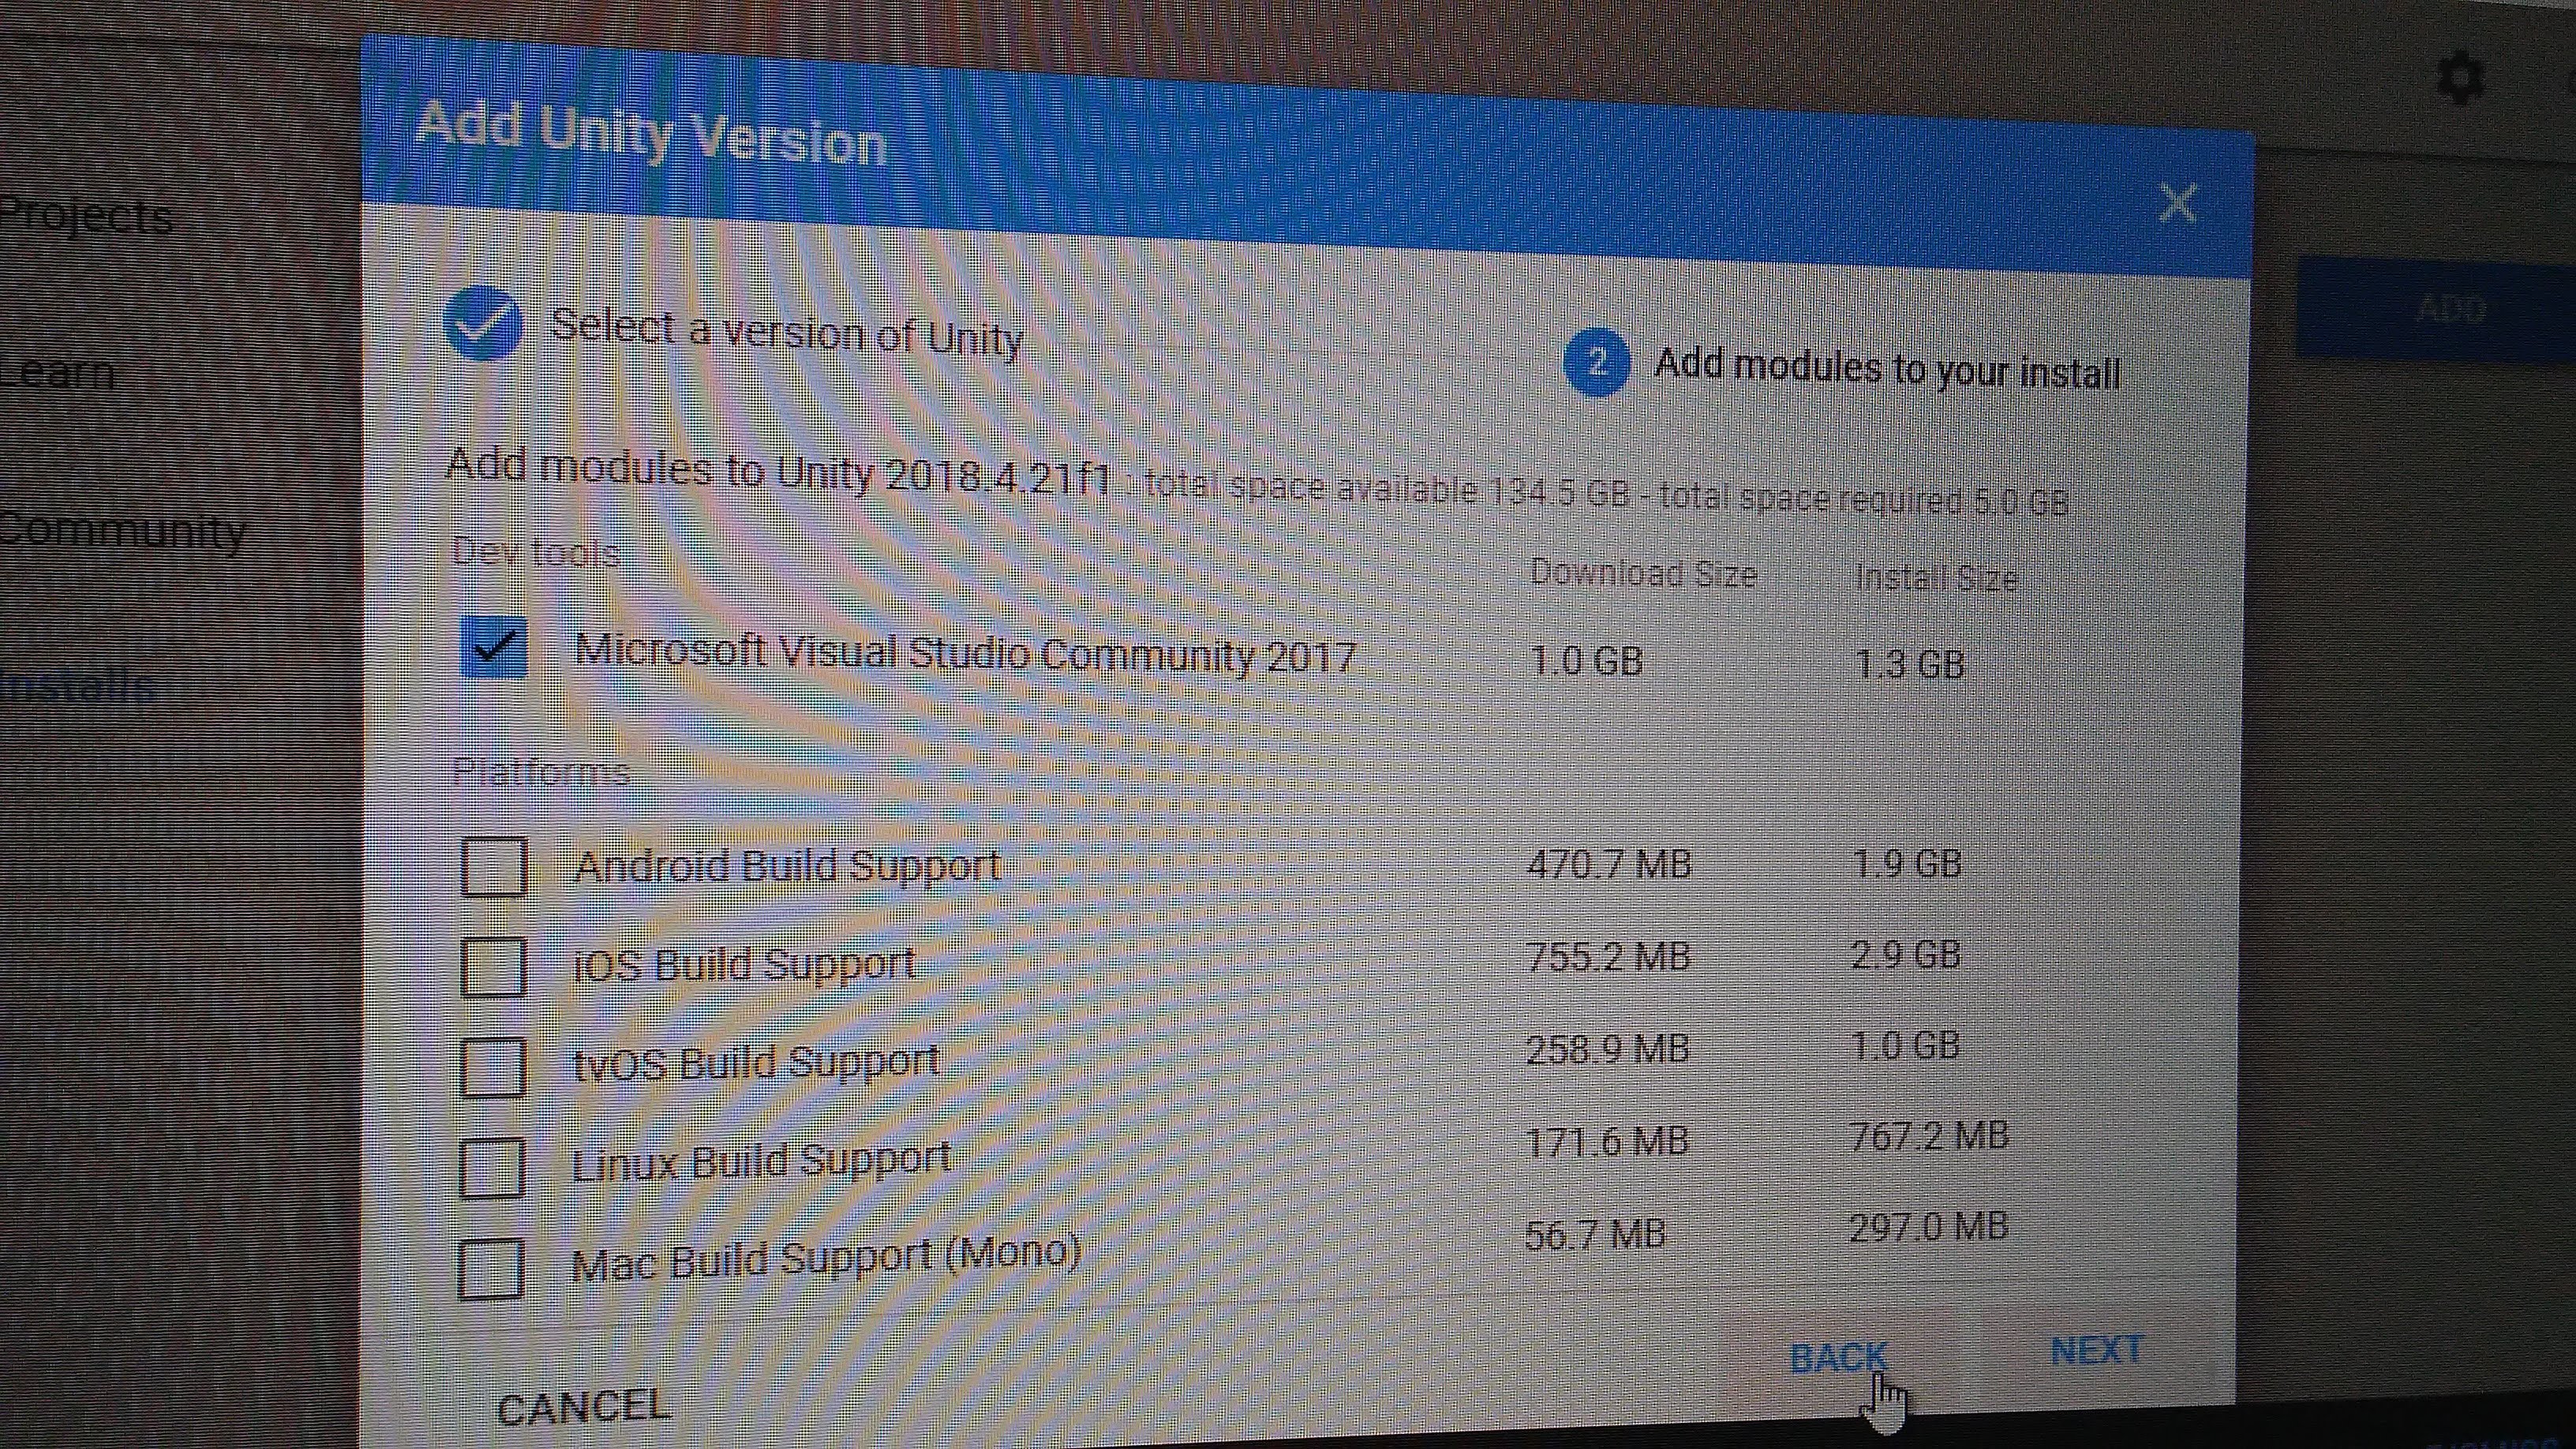 Add Unity Version
Projects
Learn
Community
Installs
ADD
Select a version of Unity
2 Add modules to your install
Add modules to Unity 2018.4.21f1 : total space available 134.5 GB - total space required 5.0 GB
Dev tools Download Size Install Size
Microsoft Visual Studio Community 2017 1.0 GB 1.3 GB
Platforms
Android Build Support 470.7 MB 1.9 GB
iOS Build Support 755.2 MB 2.9 GB
tvOS Build Support 258.9 MB 1.0 GB
Linux Build Support 171.6 MB 767.2 MB
Mac Build Support (Mono) 56.7 MB 297.0 MB
CANCEL BACK NEXT